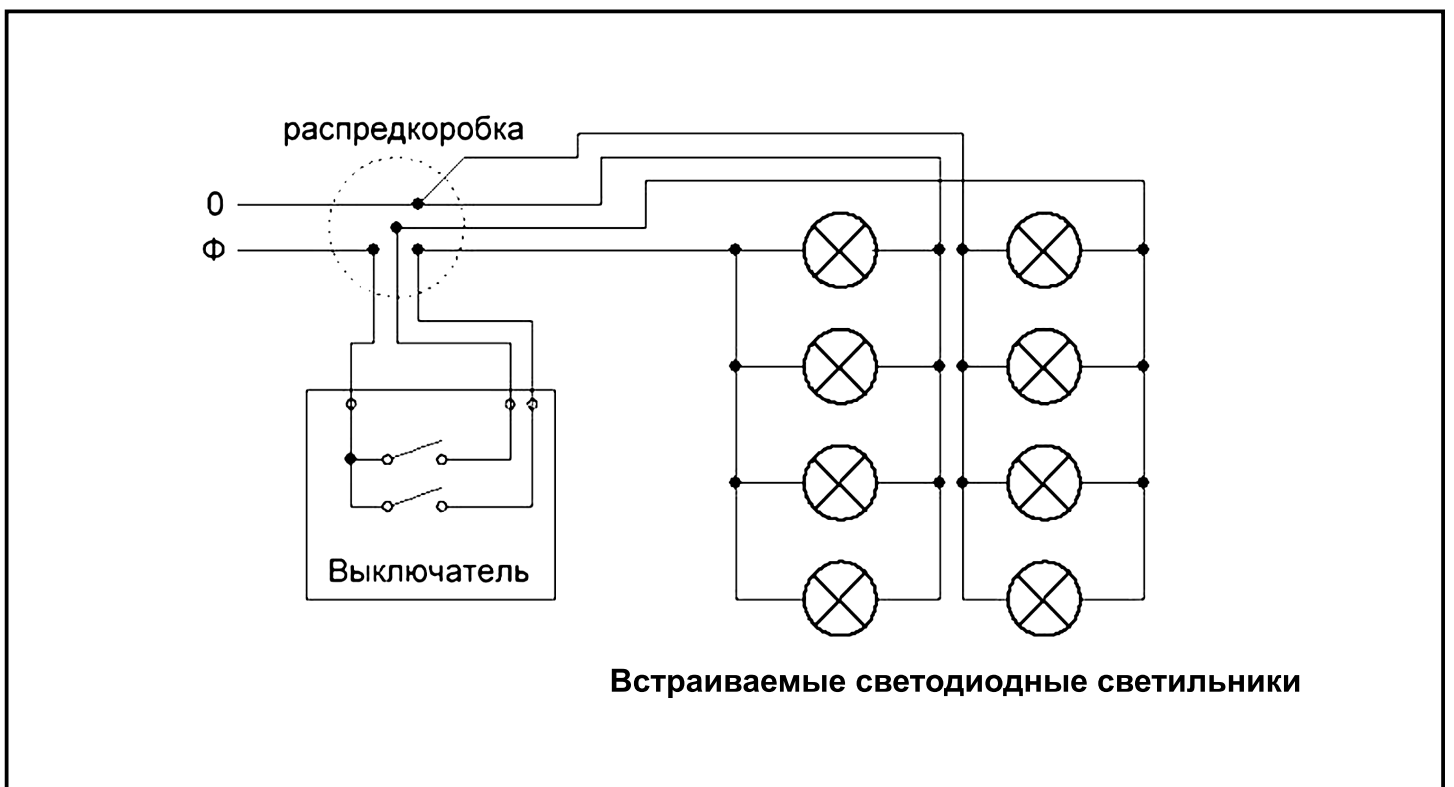 распредкоробка
0
Ф
Выключатель
Встраиваемые светодиодные светильники